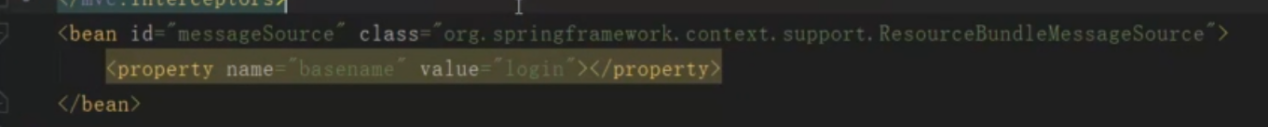 </mvc:interceptors>
<bean id="messageSource" class="org.springframework.context.support.ResourceBundleMessageSource">
<property name="basename" value="login"></property>
</bean>